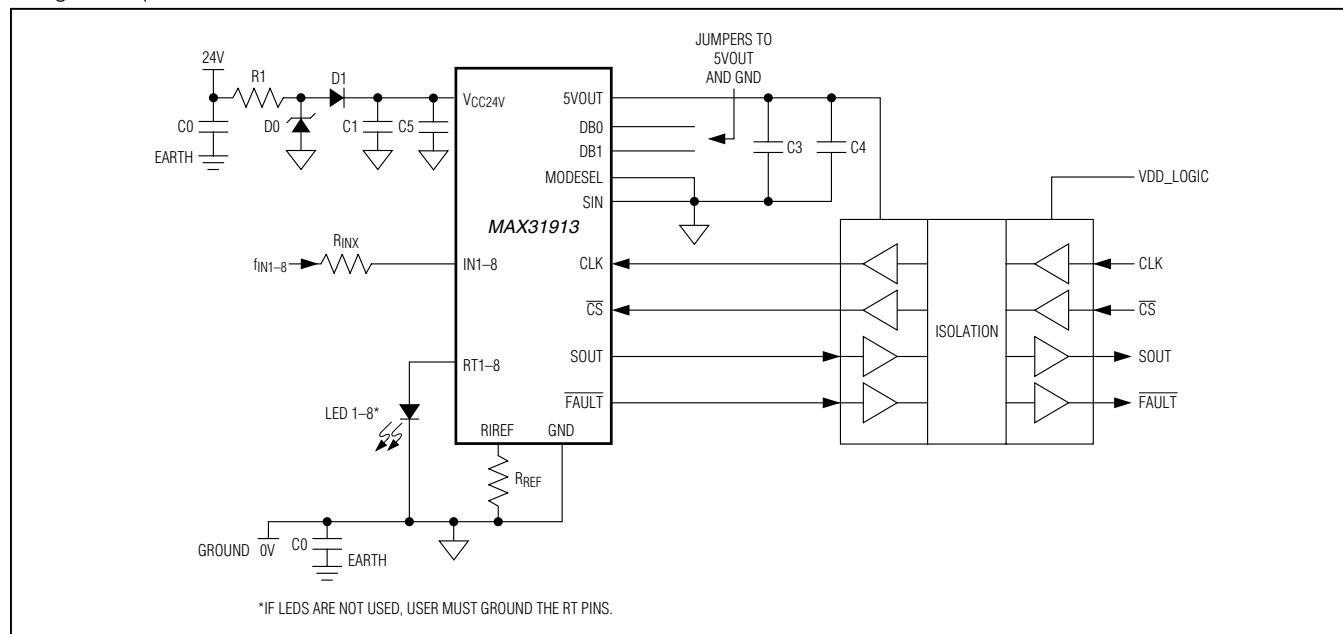 24V
R1
D1
C0
D0
C1
C5
EARTH
VCC24V
5VOUT
DB0
DB1
MODESEL
SIN
MAX31913
JUMPERS TO
5VOUT
AND GND
C3
C4
VDD_LOGIC
RINX
fIN1–8
IN1–8
CLK
CS
SOUT
FAULT
ISOLATION
CLK
CS
SOUT
FAULT
RT1–8
LED 1–8*
RIREF
GND
RREF
GROUND 0V
C0
EARTH
*IF LEDS ARE NOT USED, USER MUST GROUND THE RT PINS.